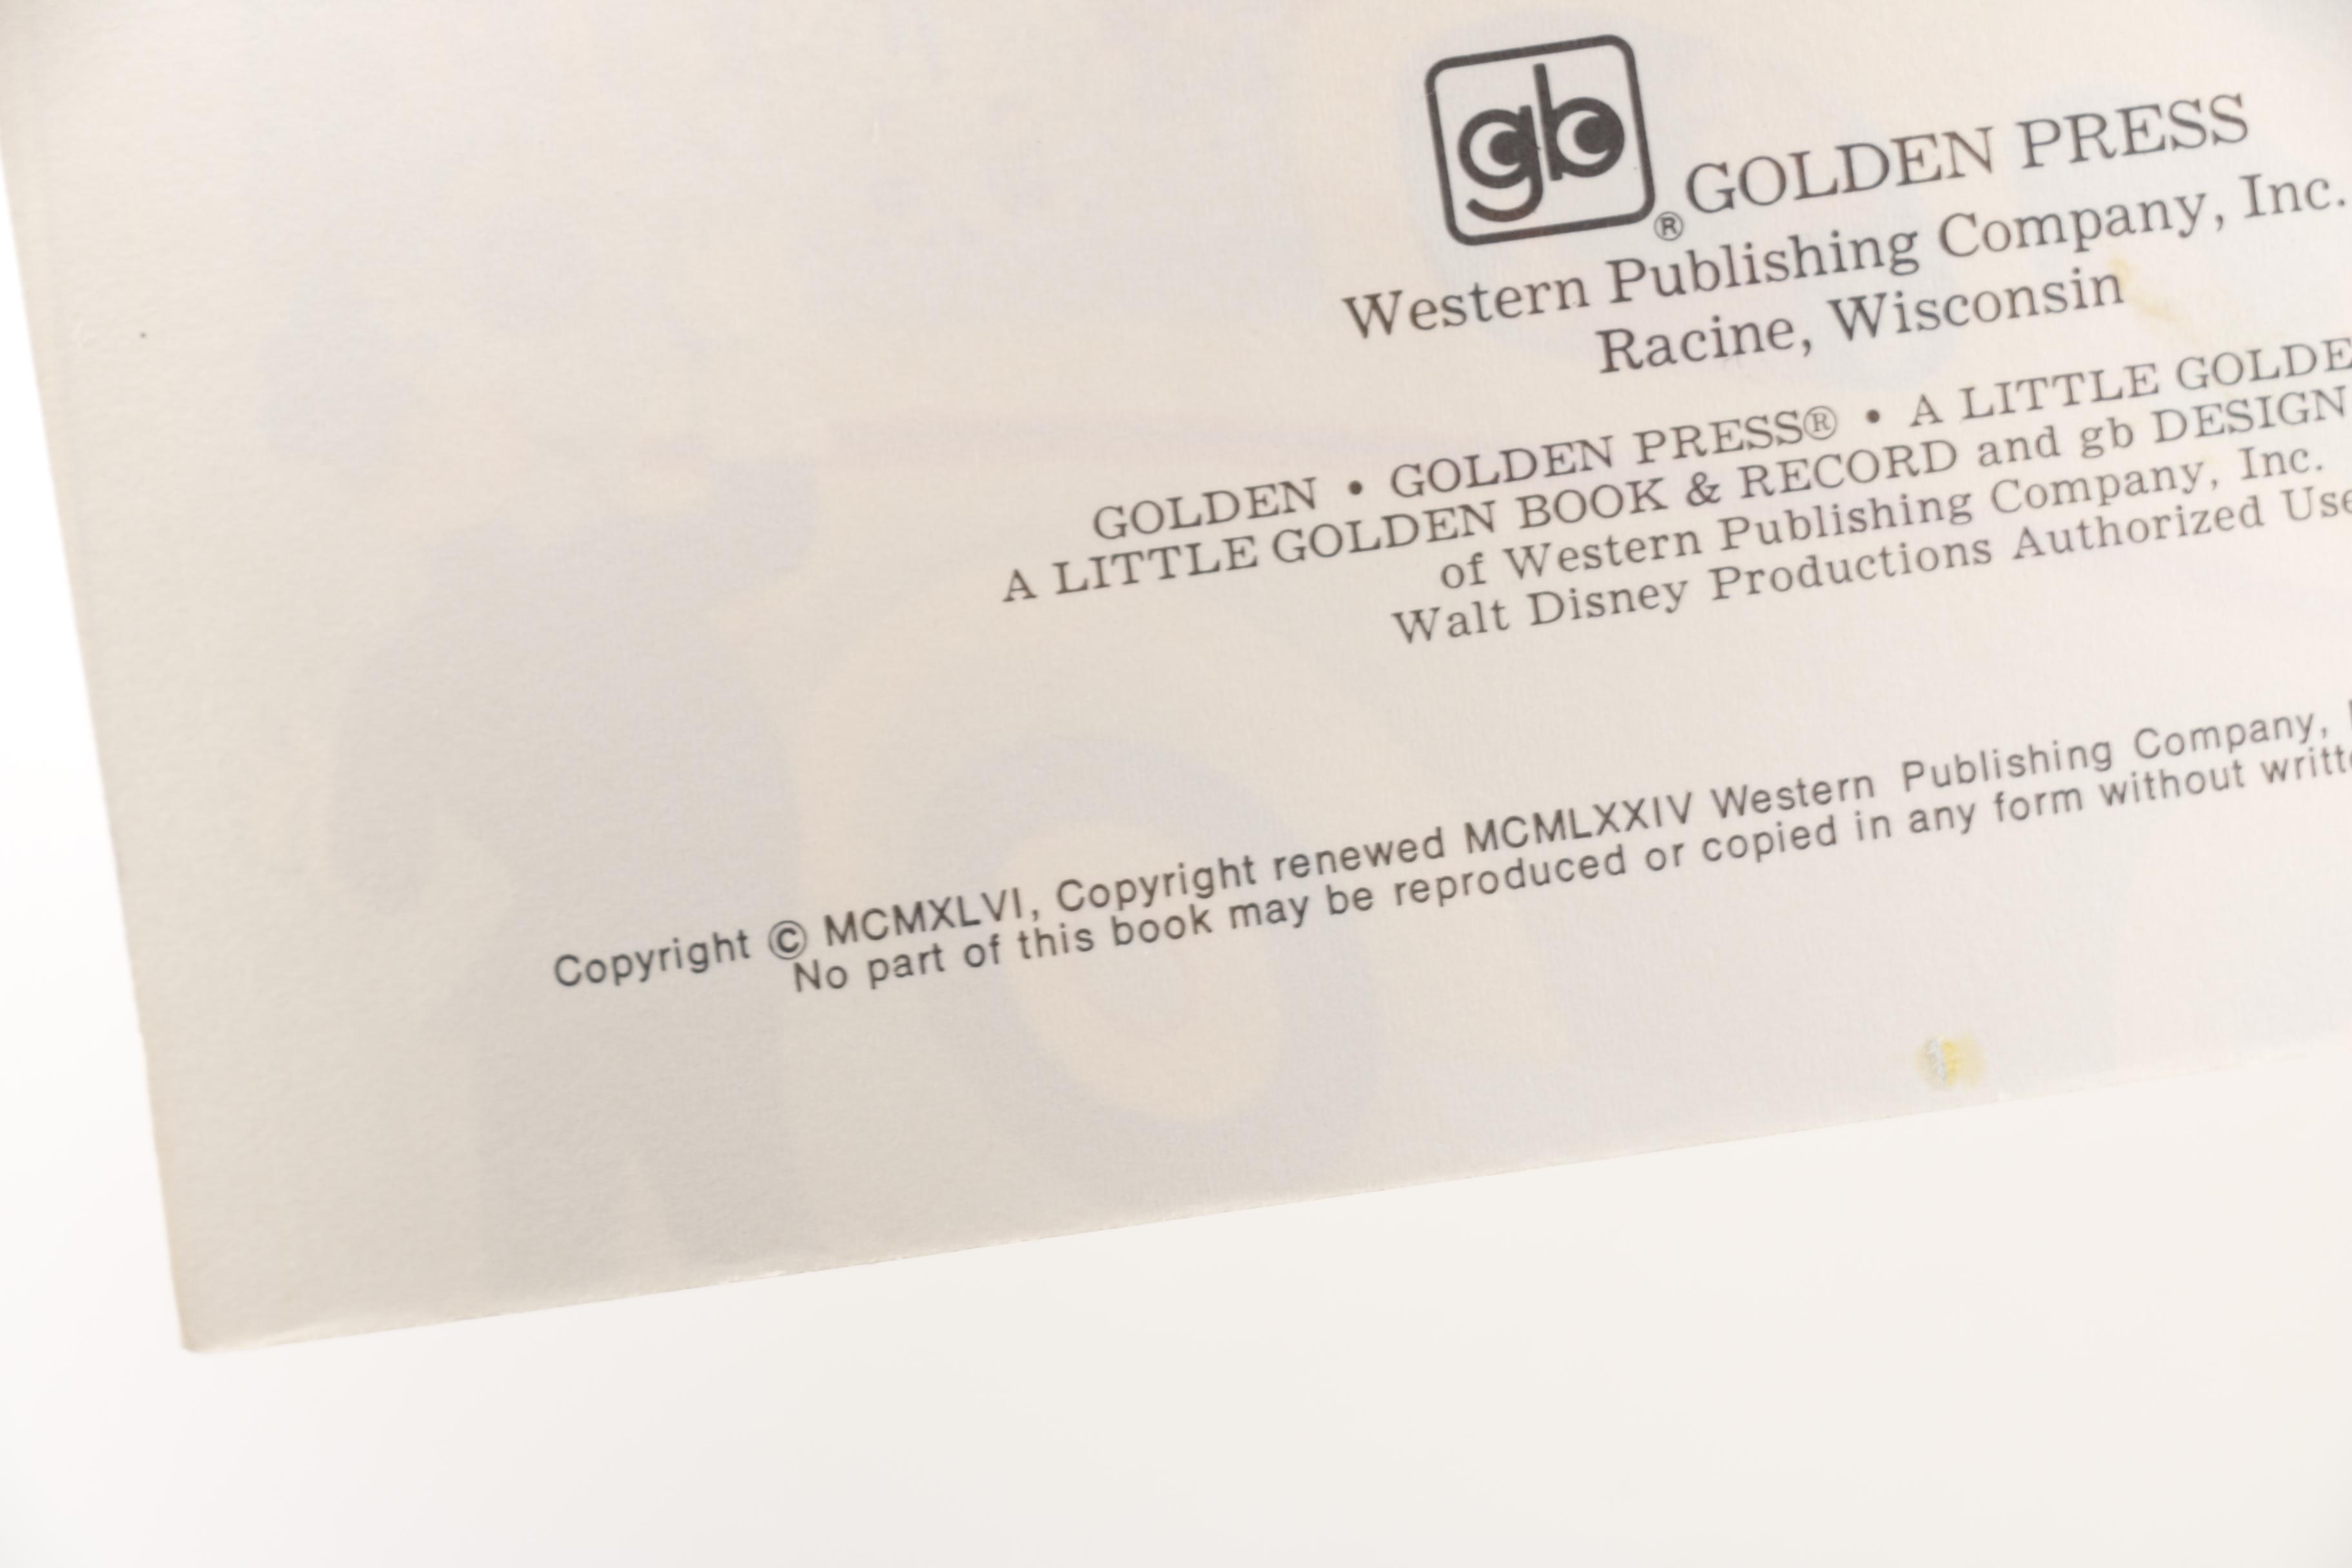 gb
® GOLDEN PRESS
Western Publishing Company, Inc.
Racine, Wisconsin
GOLDEN • GOLDEN PRESS® • A LITTLE GOLDE
A LITTLE GOLDEN BOOK & RECORD and gb DESIGN
of Western Publishing Company, Inc.
Walt Disney Productions Authorized Use
Copyright © MCMXLVI, Copyright renewed MCMLXXIV Western Publishing Company,
No part of this book may be reproduced or copied in any form without writt